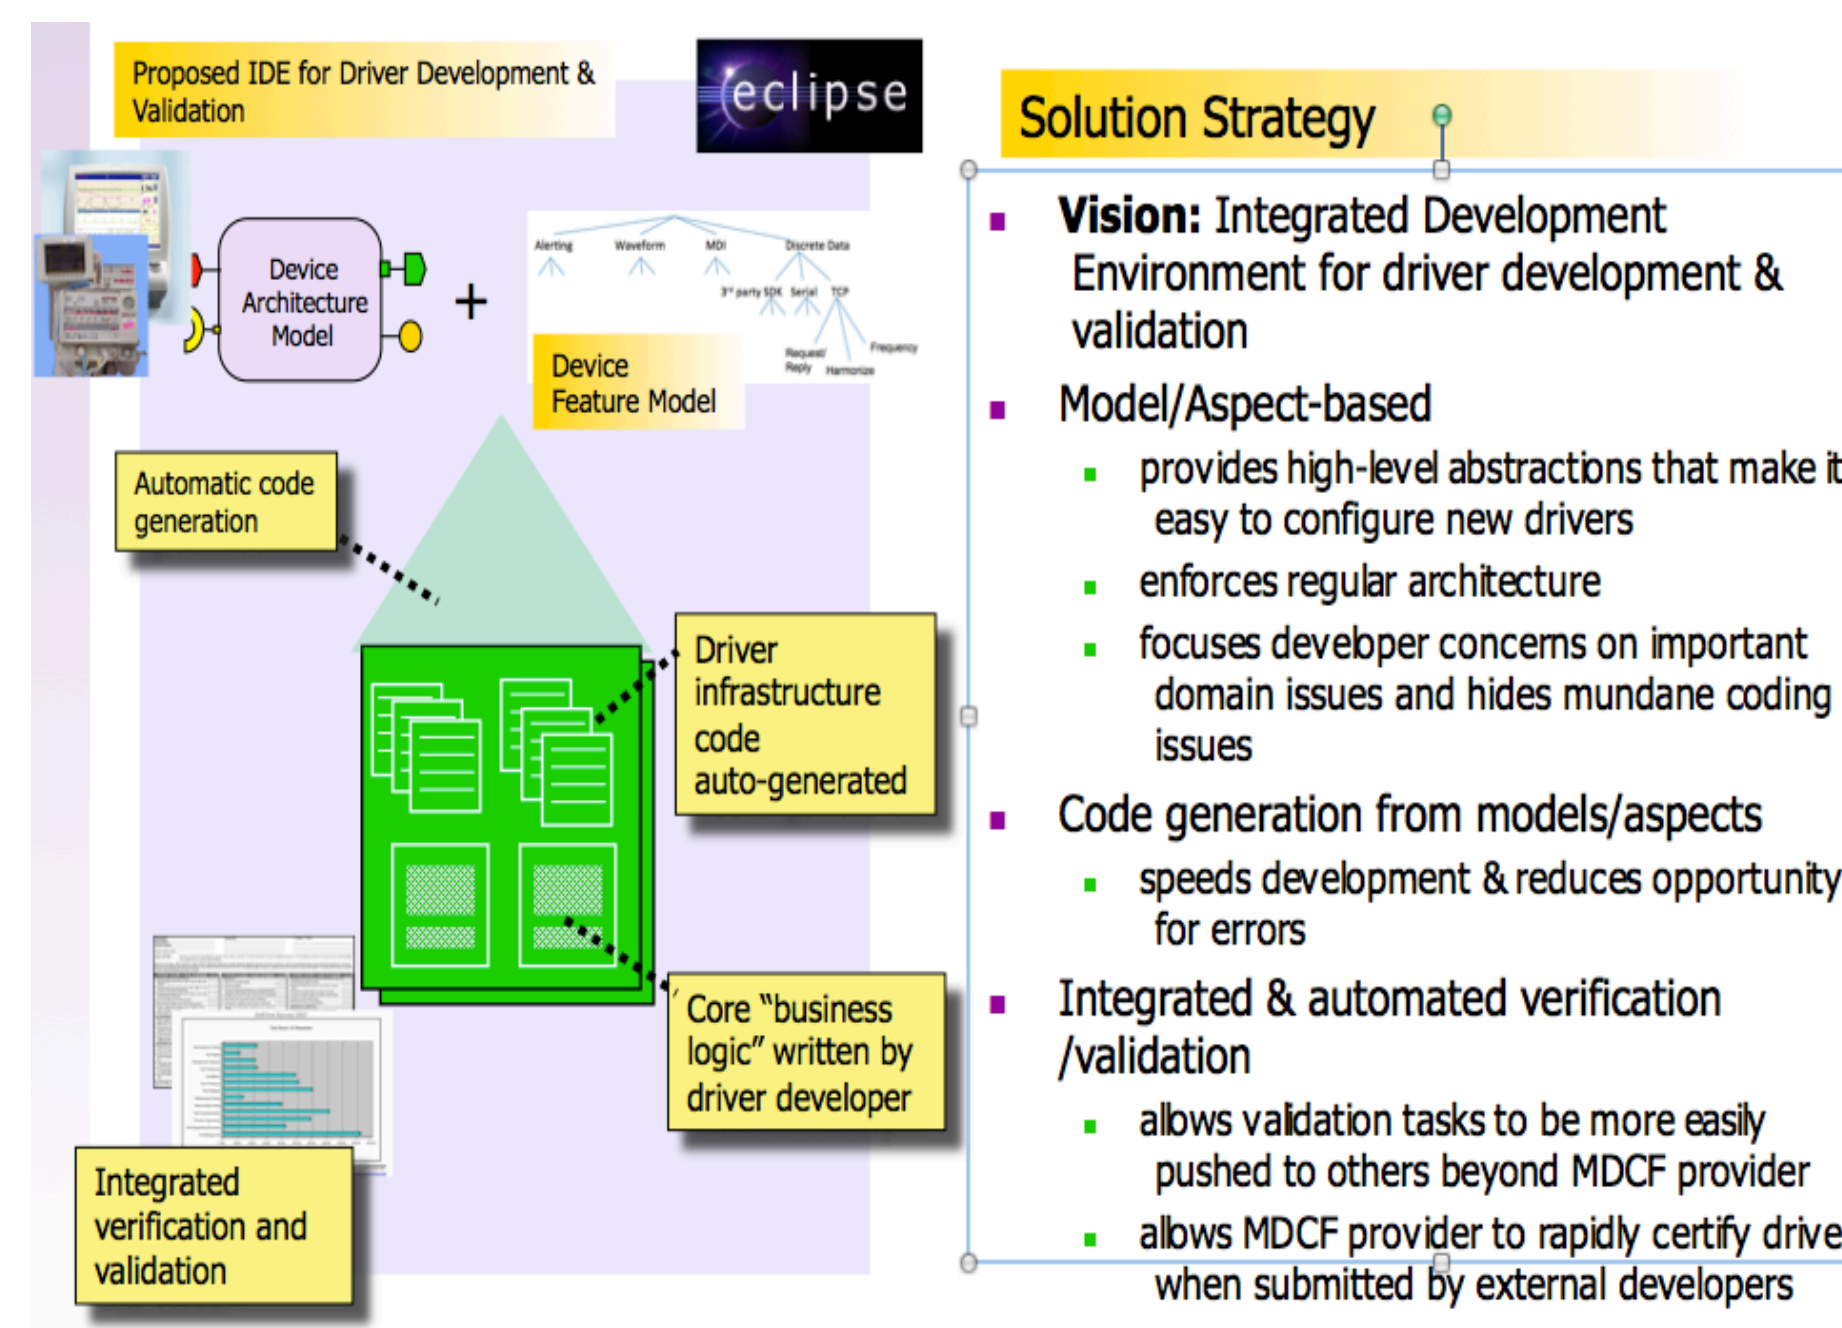 Proposed IDE for Driver Development &
Validation
eclipse
Device
Architecture
Model
+
Alerting
Waveform
MDI
Discrete Data
3rd party SDK
Serial
TCP
Request/
Reply
Harmonize
Frequency
Device
Feature Model
Automatic code
generation
Driver
infrastructure
code
auto-generated
Core “business
logic” written by
driver developer
Integrated
verification and
validation
Solution Strategy
Vision: Integrated Development
Environment for driver development &
validation
Model/Aspect-based
provides high-level abstractions that make it
easy to configure new drivers
enforces regular architecture
focuses developer concerns on important
domain issues and hides mundane coding
issues
Code generation from models/aspects
speeds development & reduces opportunity
for errors
Integrated & automated verification
/validation
allows validation tasks to be more easily
pushed to others beyond MDCF provider
allows MDCF provider to rapidly certify drive
when submitted by external developers